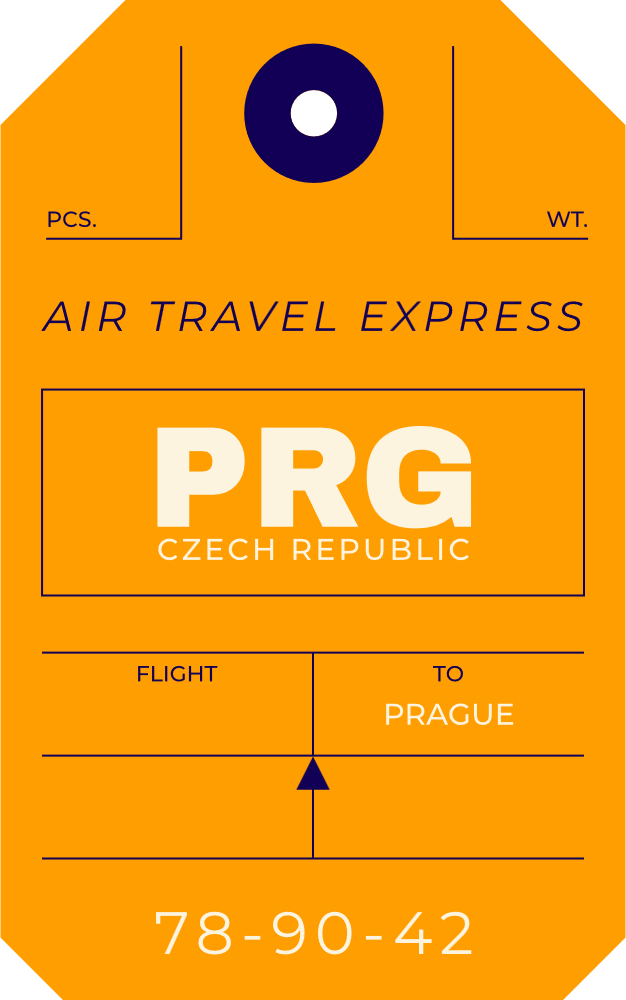 PCS.
WT.
AIR TRAVEL EXPRESS
PRG
CZECH REPUBLIC
FLIGHT
TO
PRAGUE
78-90-42